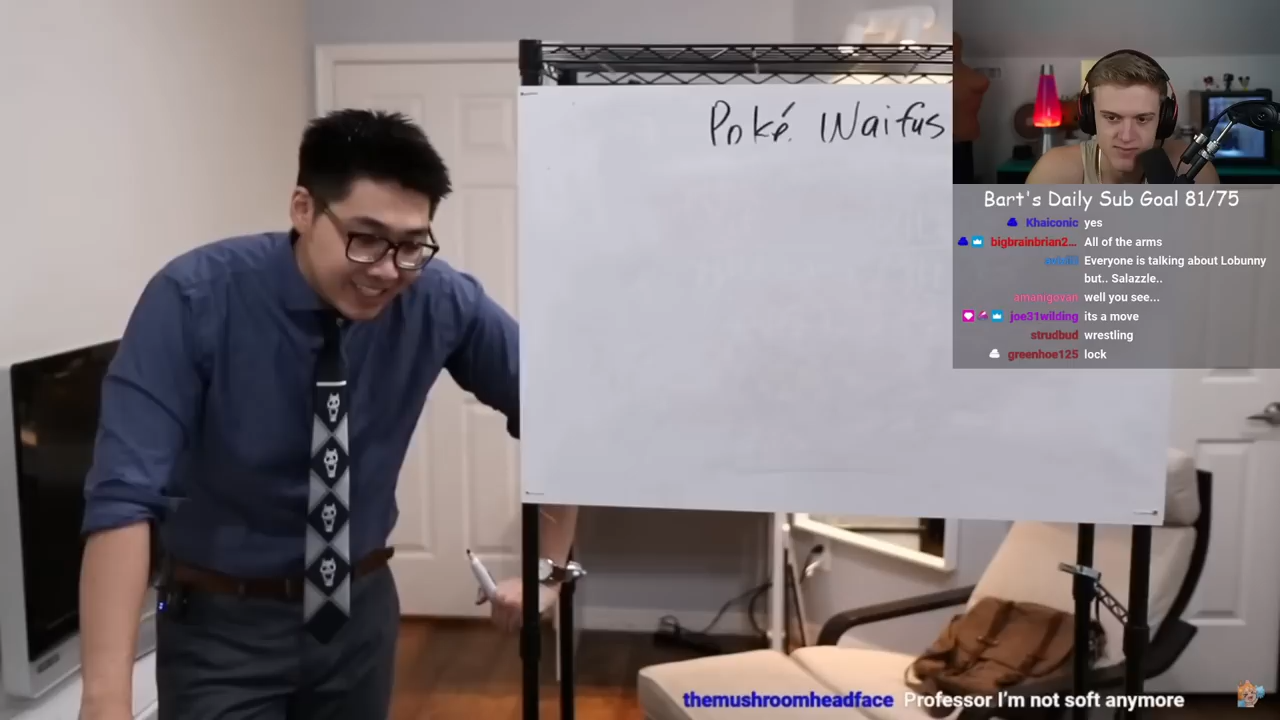 Poké Waifus
Bart's Daily Sub Goal 81/75
Khaiconic yes
bigbrainbrian2... All of the arms
Everyone is talking about Lobunny
but.. Salazzle..
amanigovan well you see...
joe31wilding its a move
strudbud wrestling
greenhoe125 lock
themushroomheadface Professor I'm not soft anymore